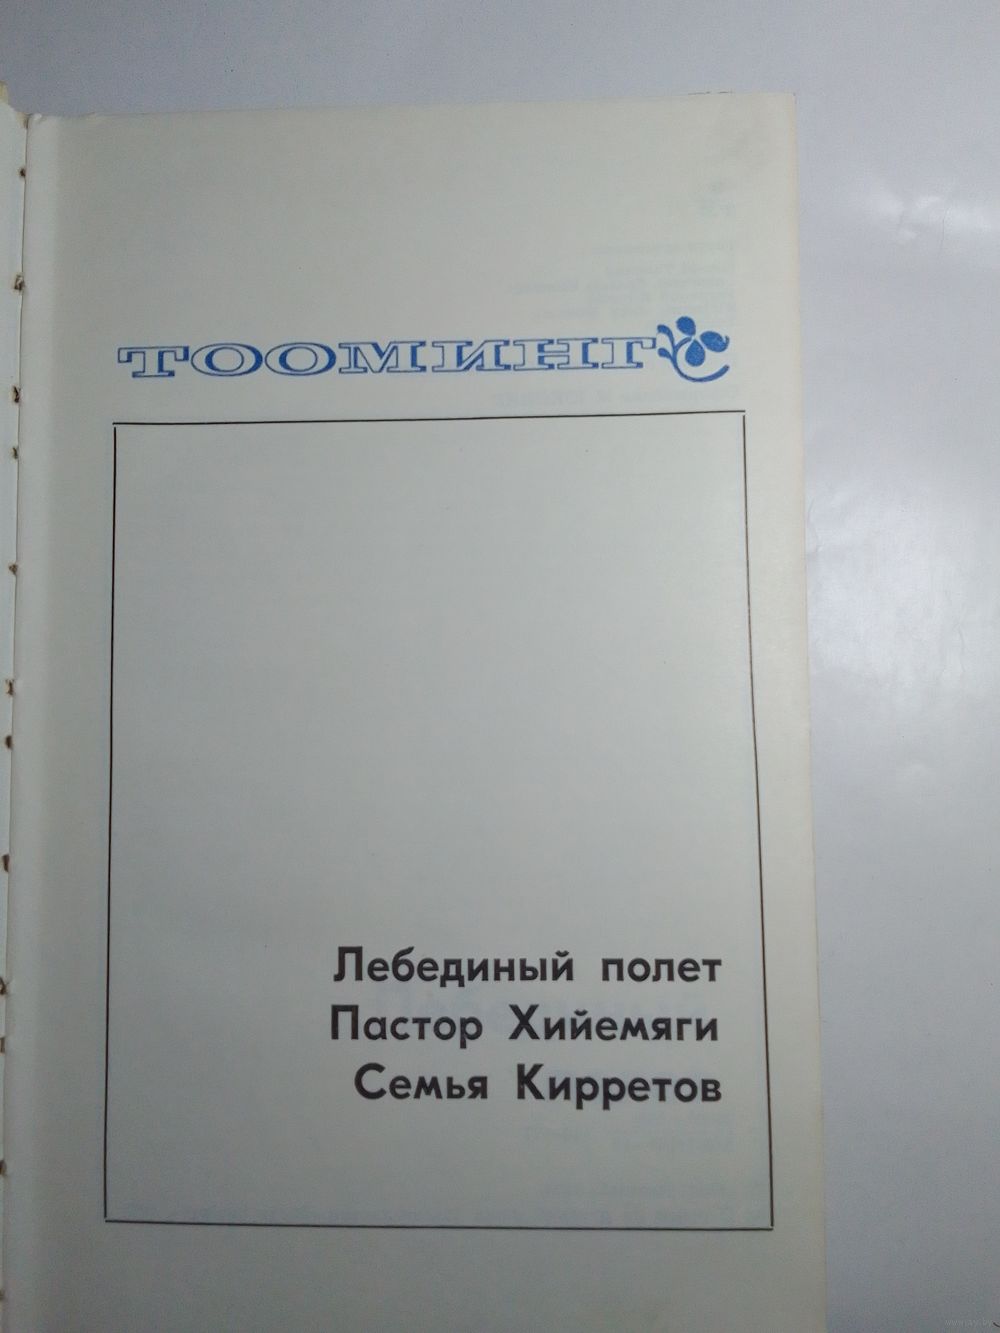 ТООМИНГ
Лебединый полет
Пастор Хийемяги
Семья Кирретов